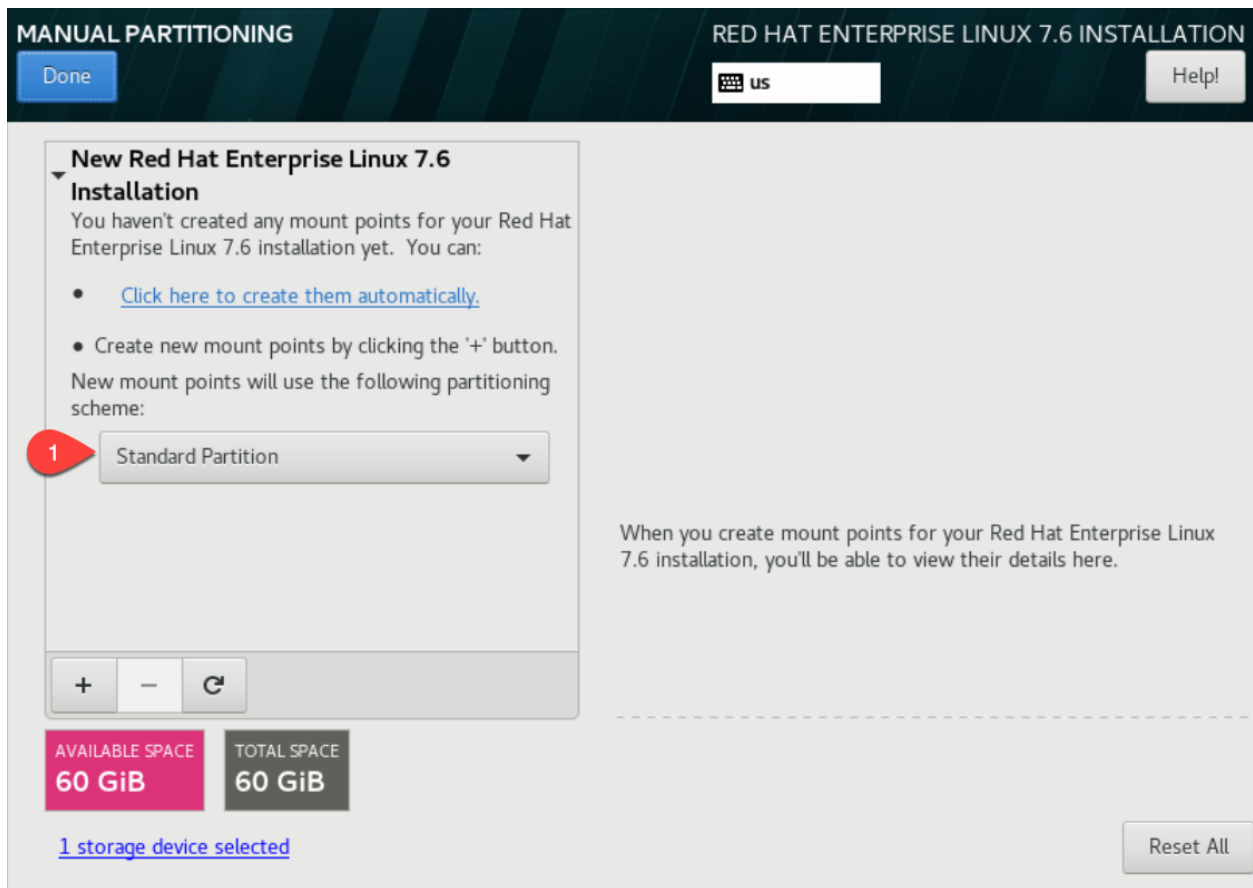 MANUAL PARTITIONING
RED HAT ENTERPRISE LINUX 7.6 INSTALLATION
Done
us
Help!
New Red Hat Enterprise Linux 7.6
Installation
You haven't created any mount points for your Red Hat
Enterprise Linux 7.6 installation yet.  You can:
• Click here to create them automatically.
• Create new mount points by clicking the '+' button.
New mount points will use the following partitioning
scheme:
1
Standard Partition
When you create mount points for your Red Hat Enterprise Linux
7.6 installation, you'll be able to view their details here.
+ −
AVAILABLE SPACE
60 GiB
TOTAL SPACE
60 GiB
1 storage device selected
Reset All